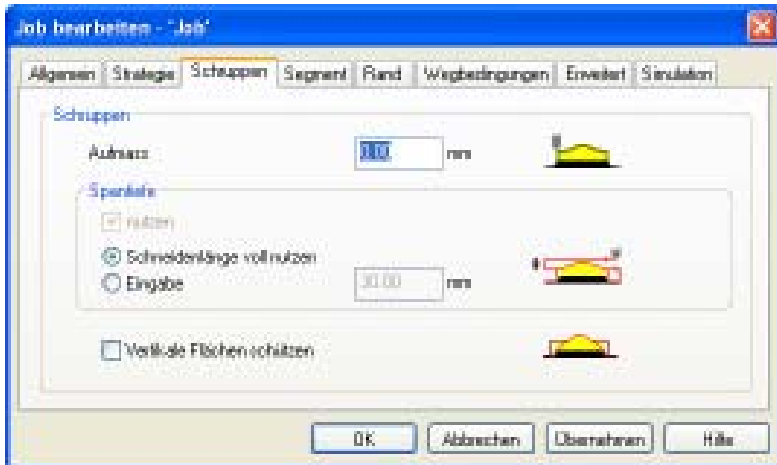 Job bearbeiten - "Job"
Allgemein Strategie Schruppen Segment Rand Wegbedingungen Erweitert Simulation
Schruppen
Aufmass 0.00 mm
Spantiefe
nutzen
Schneidenlänge voll nutzen
Eingabe 30.00 mm
Vertikale Flächen schützen
OK Abbrechen Übernehmen Hilfe